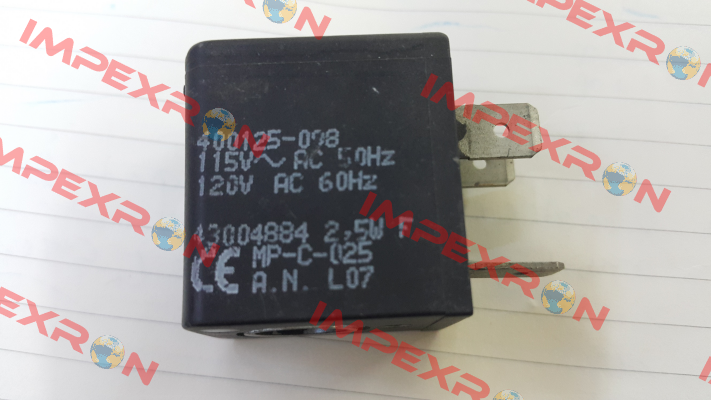 400125-098
115V~ AC 50Hz
120V AC 60Hz
43004884 2,5W F
CE MP-C-025
A.N. L07
IMPEXRON
IMPEXRON
IMPEXRON
IMPEXRON
IMPEXRON
IMPEXRON